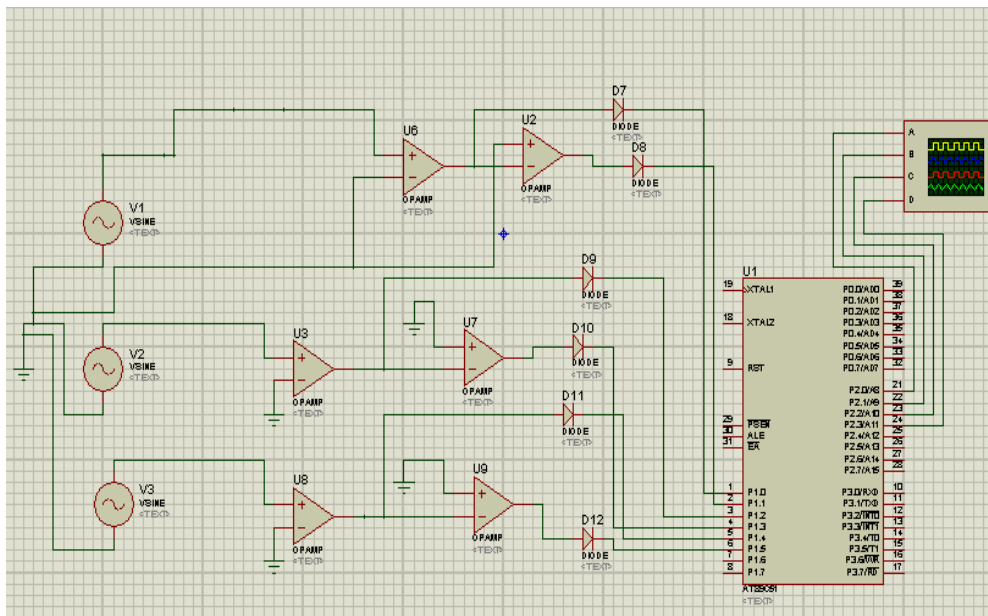 D7
DIODE
<TEXT>
U6
OPAMP
<TEXT>
U2
OPAMP
<TEXT>
D8
DIODE
<TEXT>
A
B
C
D
V1
VSINE
<TEXT>
D9
DIODE
<TEXT>
U3
OPAMP
<TEXT>
U7
OPAMP
<TEXT>
D10
DIODE
<TEXT>
V2
VSINE
<TEXT>
D11
DIODE
<TEXT>
V3
VSINE
<TEXT>
U8
OPAMP
<TEXT>
U9
OPAMP
<TEXT>
D12
DIODE
<TEXT>
U1
19 XTAL1 P0.0/AD0 39
P0.1/AD1 38
P0.2/AD2 37
18 XTAL2 P0.3/AD3 36
P0.4/AD4 35
P0.5/AD5 34
P0.6/AD6 33
9 RST P0.7/AD7 32
P2.0/A8 21
P2.1/A9 22
P2.2/A10 23
29 PSEN P2.3/A11 24
30 ALE P2.4/A12 25
31 EA P2.5/A13 26
P2.6/A14 27
P2.7/A15 28
1 P1.0 P3.0/RXD 10
2 P1.1 P3.1/TXD 11
3 P1.2 P3.2/INT0 12
4 P1.3 P3.3/INT1 13
5 P1.4 P3.4/T0 14
6 P1.5 P3.5/T1 15
7 P1.6 P3.6/WR 16
8 P1.7 P3.7/RD 17
AT89C51
<TEXT>